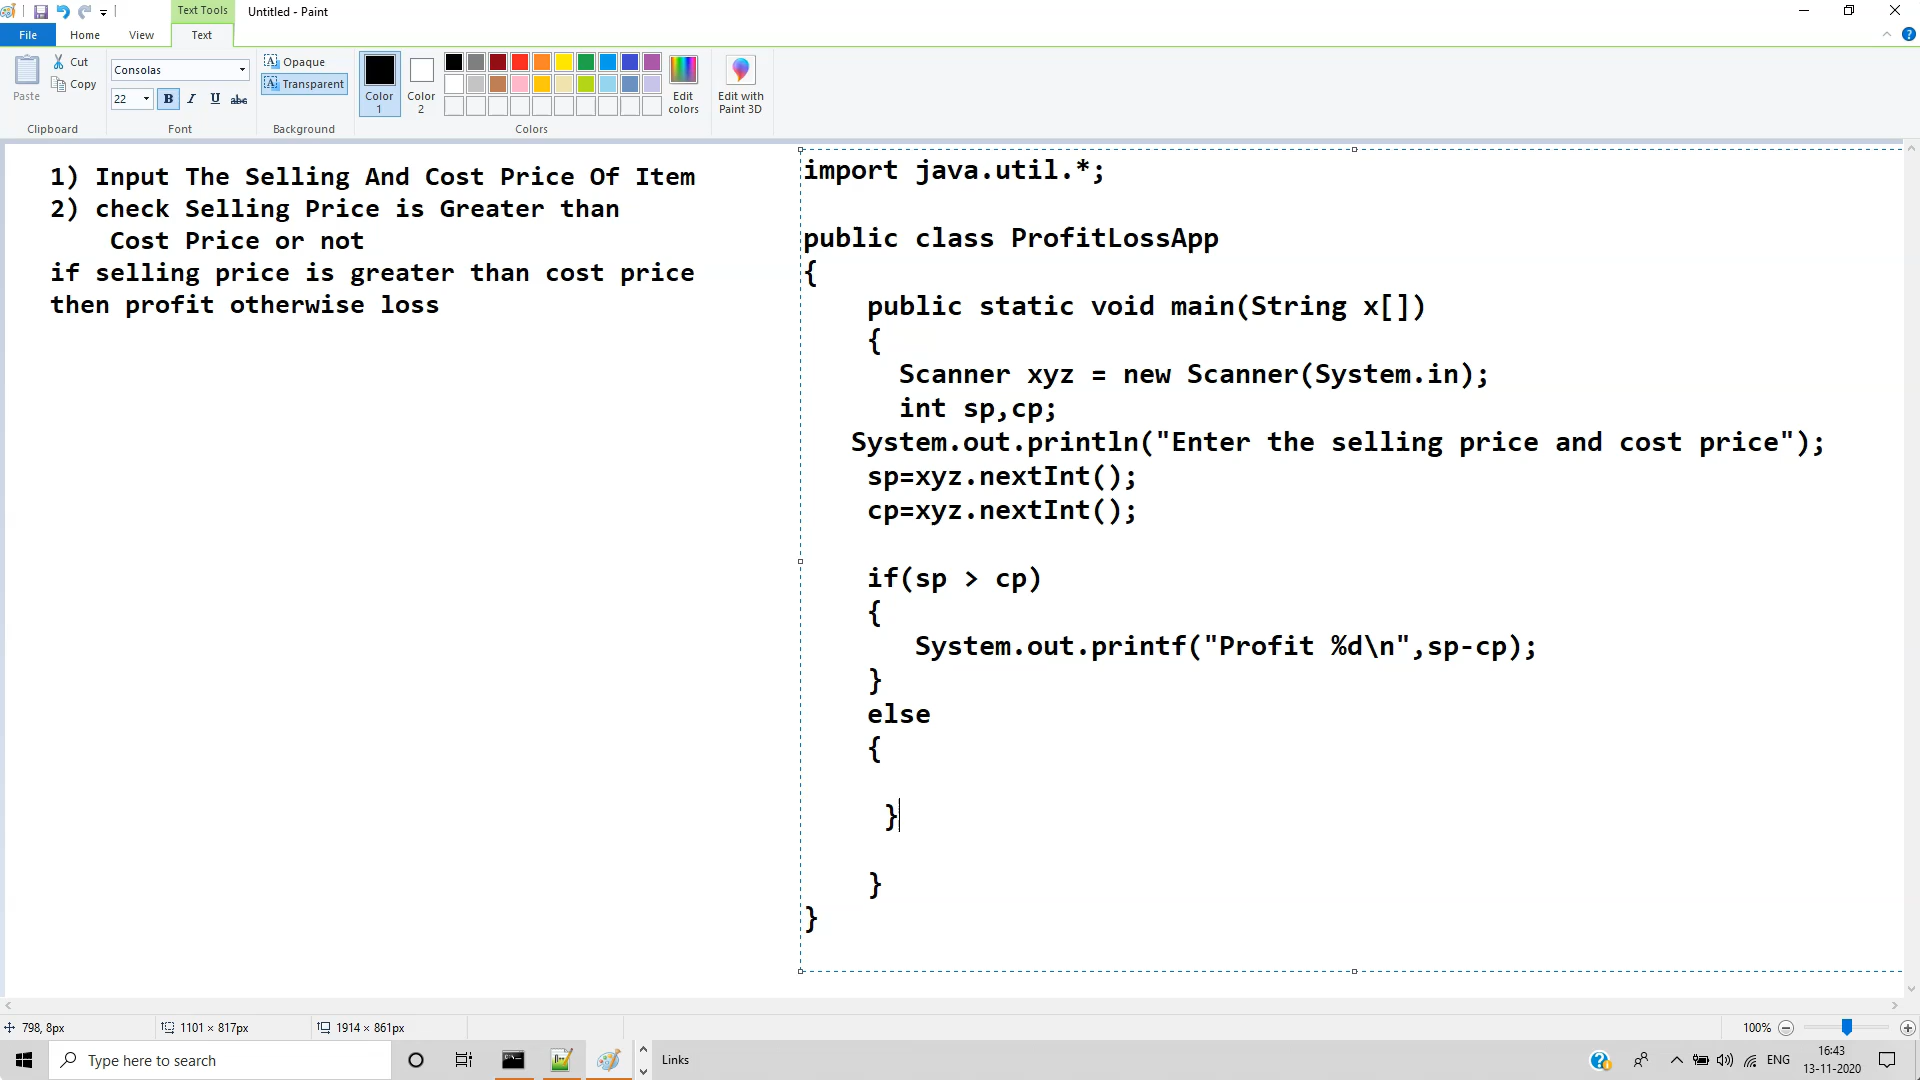 Text Tools
Untitled - Paint
File
Home
View
Text
Paste
Cut
Copy
Clipboard
Consolas
22
B
I
U
abc
Font
Opaque
Transparent
Background
Color
1
Color
2
Colors
Edit
colors
Edit with
Paint 3D
1) Input The Selling And Cost Price Of Item
2) check Selling Price is Greater than
Cost Price or not
if selling price is greater than cost price
then profit otherwise loss
import java.util.*;
public class ProfitLossApp
{
public static void main(String x[])
{
Scanner xyz = new Scanner(System.in);
int sp,cp;
System.out.println("Enter the selling price and cost price");
sp=xyz.nextInt();
cp=xyz.nextInt();
if(sp > cp)
{
System.out.printf("Profit %d\n",sp-cp);
}
else
{
}
}
}
798, 8px
1101 × 817px
1914 × 861px
100%
Type here to search
Links
ENG
16:43
13-11-2020